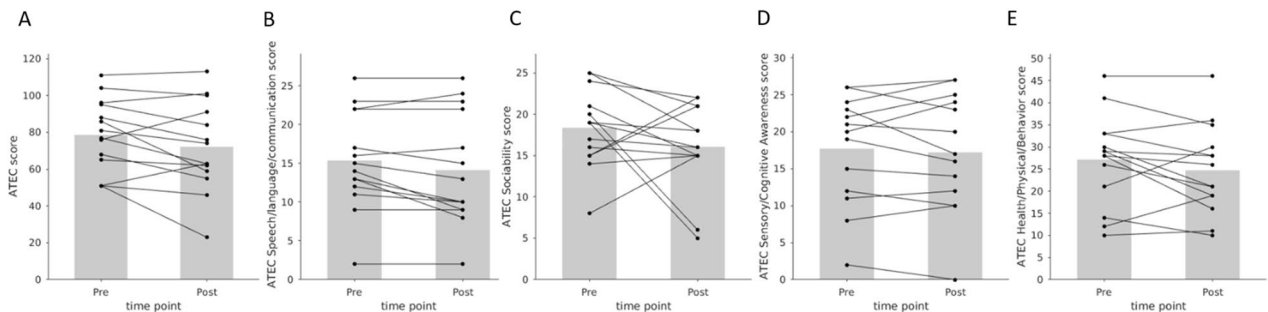 A
B
C
D
E
ATEC score
120
100
80
60
40
20
0
Pre
Post
time point
ATEC Speech/language/communication score
25
20
15
10
5
0
Pre
Post
time point
ATEC Sociability score
25
20
15
10
5
0
Pre
Post
time point
ATEC Sensory/Cognitive Awareness score
30
25
20
15
10
5
0
Pre
Post
time point
ATEC Health/Physical/Behavior score
50
45
40
35
30
25
20
15
10
5
0
Pre
Post
time point